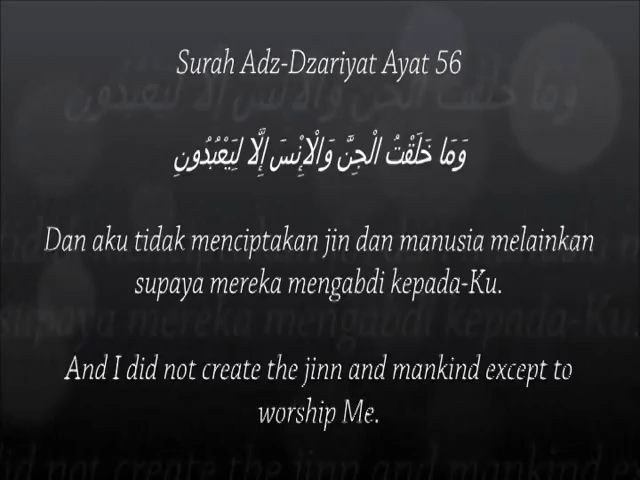 Surah Adz-Dzariyat Ayat 56
وَمَا خَلَقْتُ الْجِنَّ وَالْإِنْسَ إِلَّا لِيَعْبُدُونِ
Dan aku tidak menciptakan jin dan manusia melainkan
supaya mereka mengabdi kepada-Ku.
And I did not create the jinn and mankind except to
worship Me.